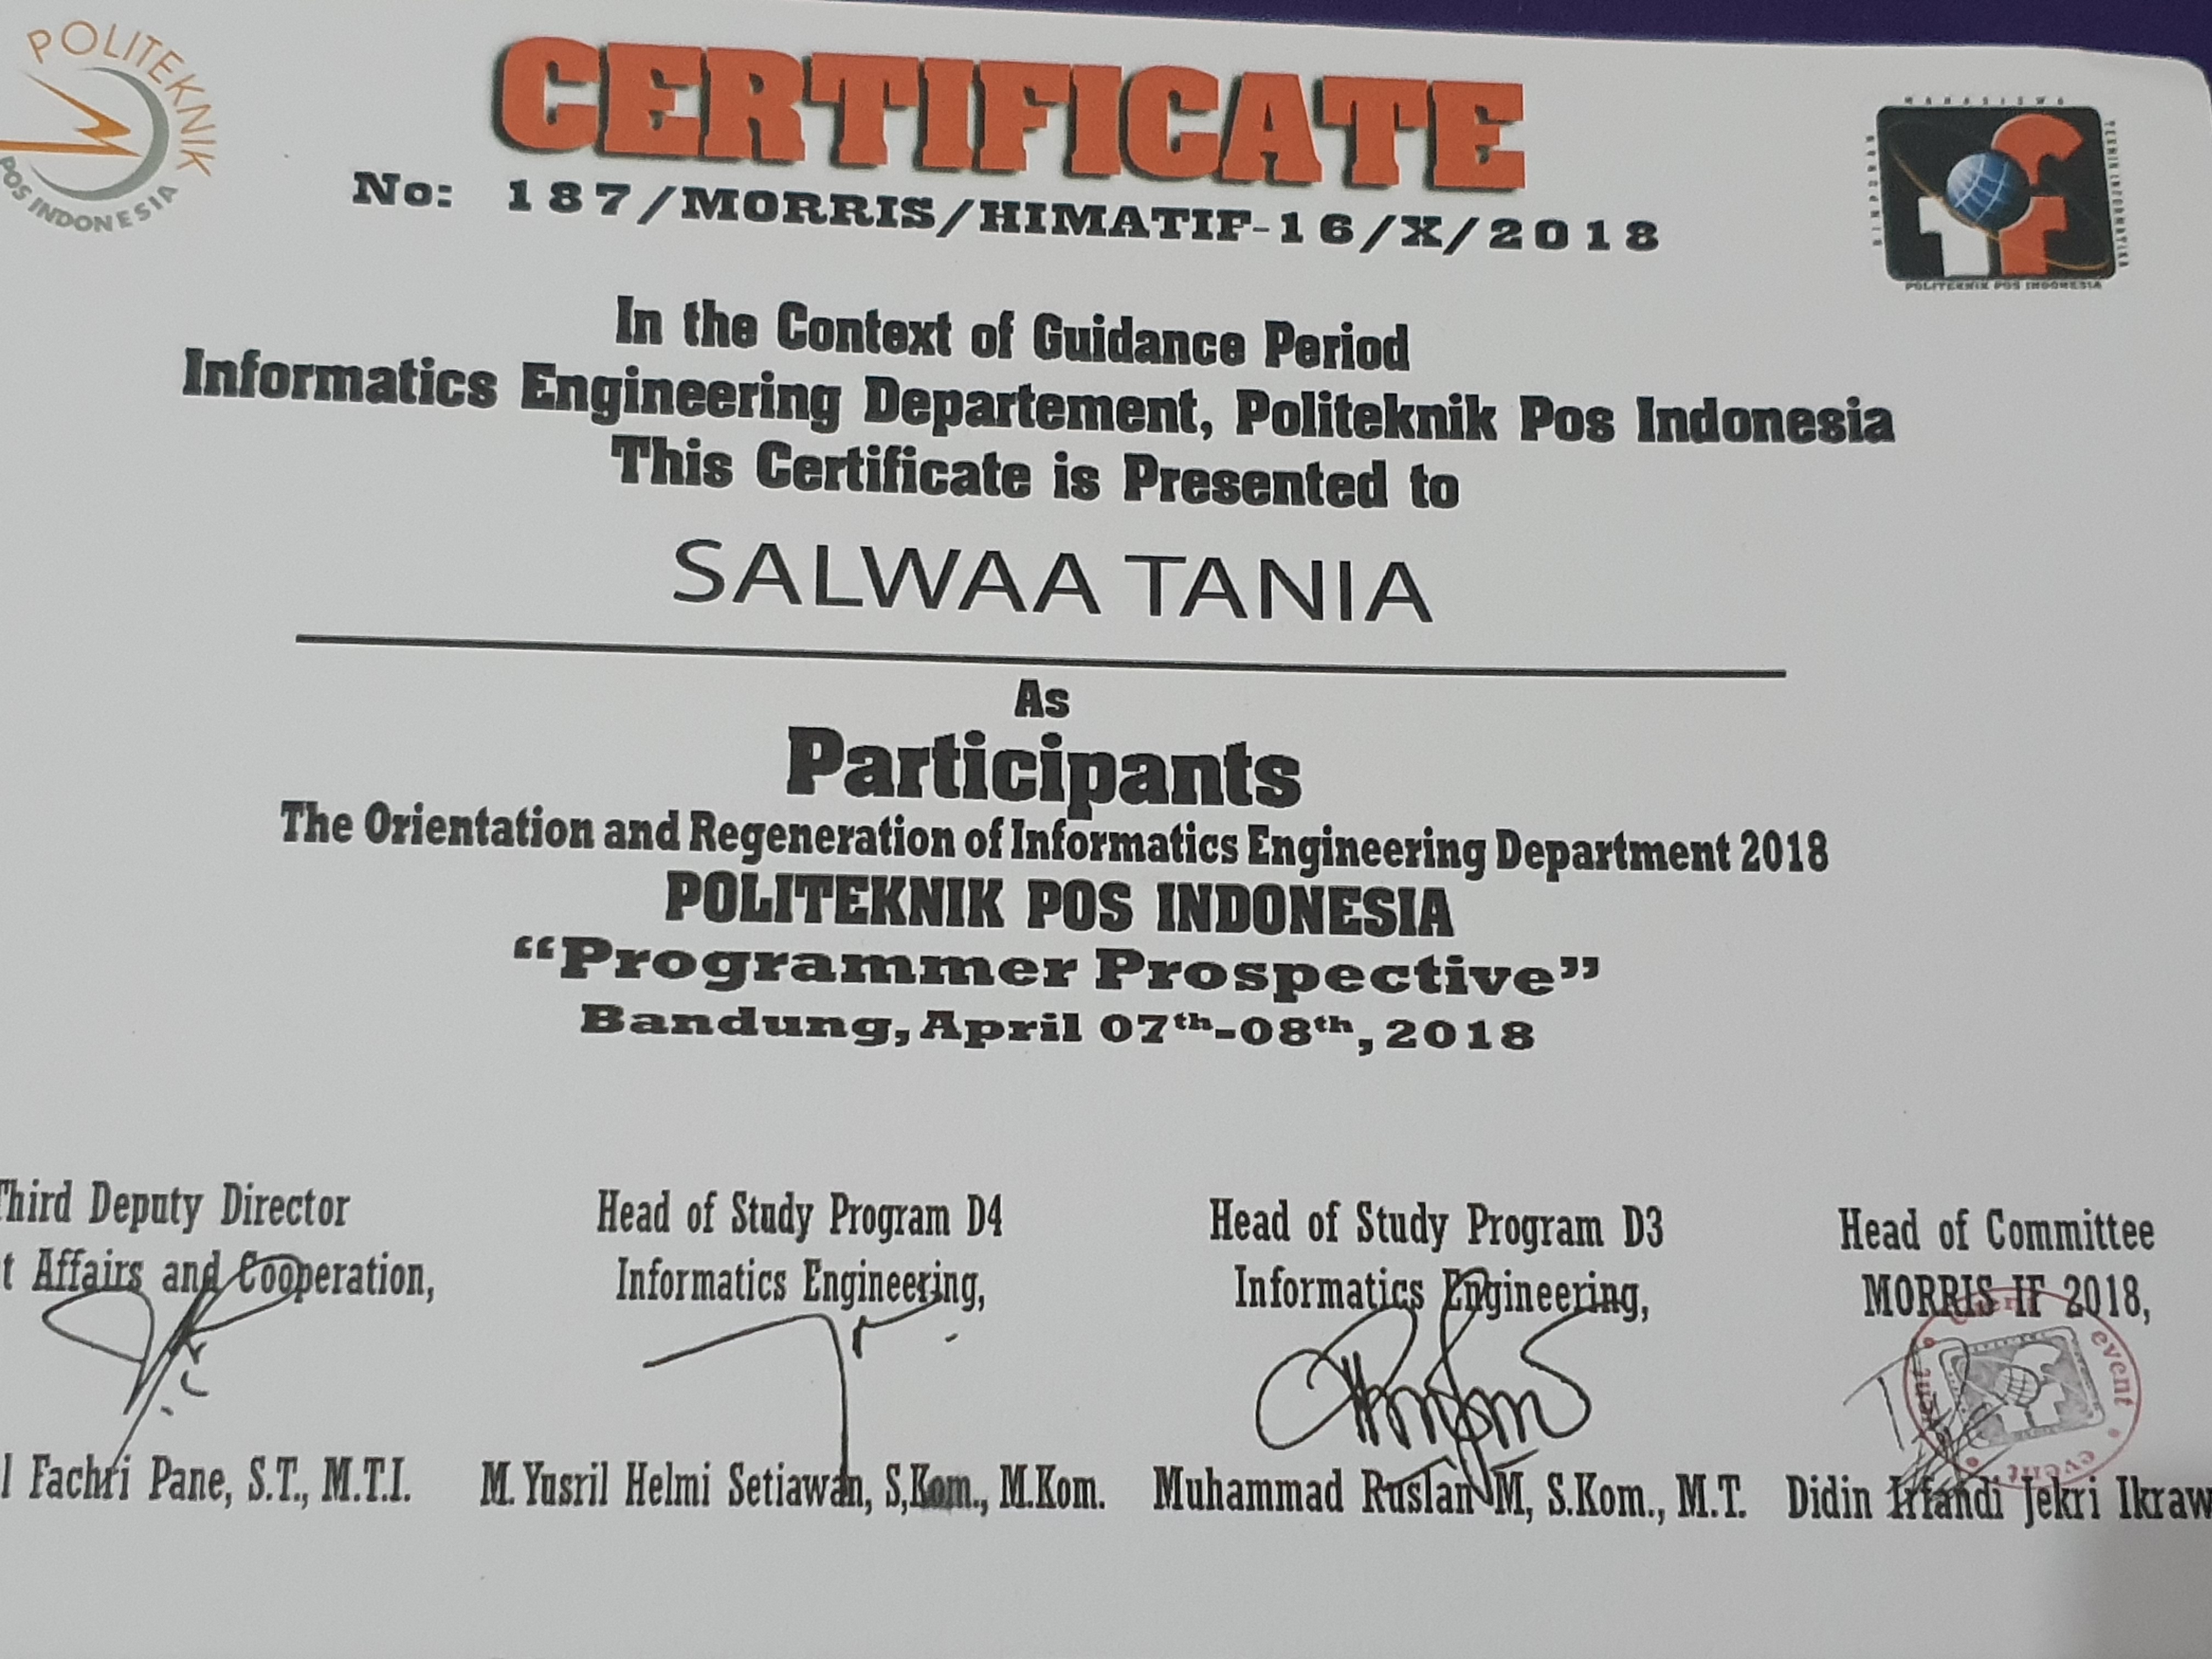 POLITEKNIK
POS INDONESIA
CERTIFICATE
No: 187/MORRIS/HIMATIF-16/X/2018
HIMPUNAN
MAHASISWA
TEKNIK INFORMATIKA
POLITEKNIK POS INDONESIA
In the Context of Guidance Period
Informatics Engineering Departement, Politeknik Pos Indonesia
This Certificate is Presented to
SALWAA TANIA
As
Participants
The Orientation and Regeneration of Informatics Engineering Department 2018
POLITEKNIK POS INDONESIA
“Programmer Prospective”
Bandung, April 07th-08th, 2018
Third Deputy Director
t Affairs and Cooperation,
l Fachri Pane, S.T., M.T.I.
Head of Study Program D4
Informatics Engineering,
M. Yusril Helmi Setiawan, S,Kom., M.Kom.
Head of Study Program D3
Informatics Engineering,
Muhammad Ruslan M, S.Kom., M.T.
Head of Committee
MORRIS IF 2018,
event
event
Didin Irfandi Jekri Ikraw